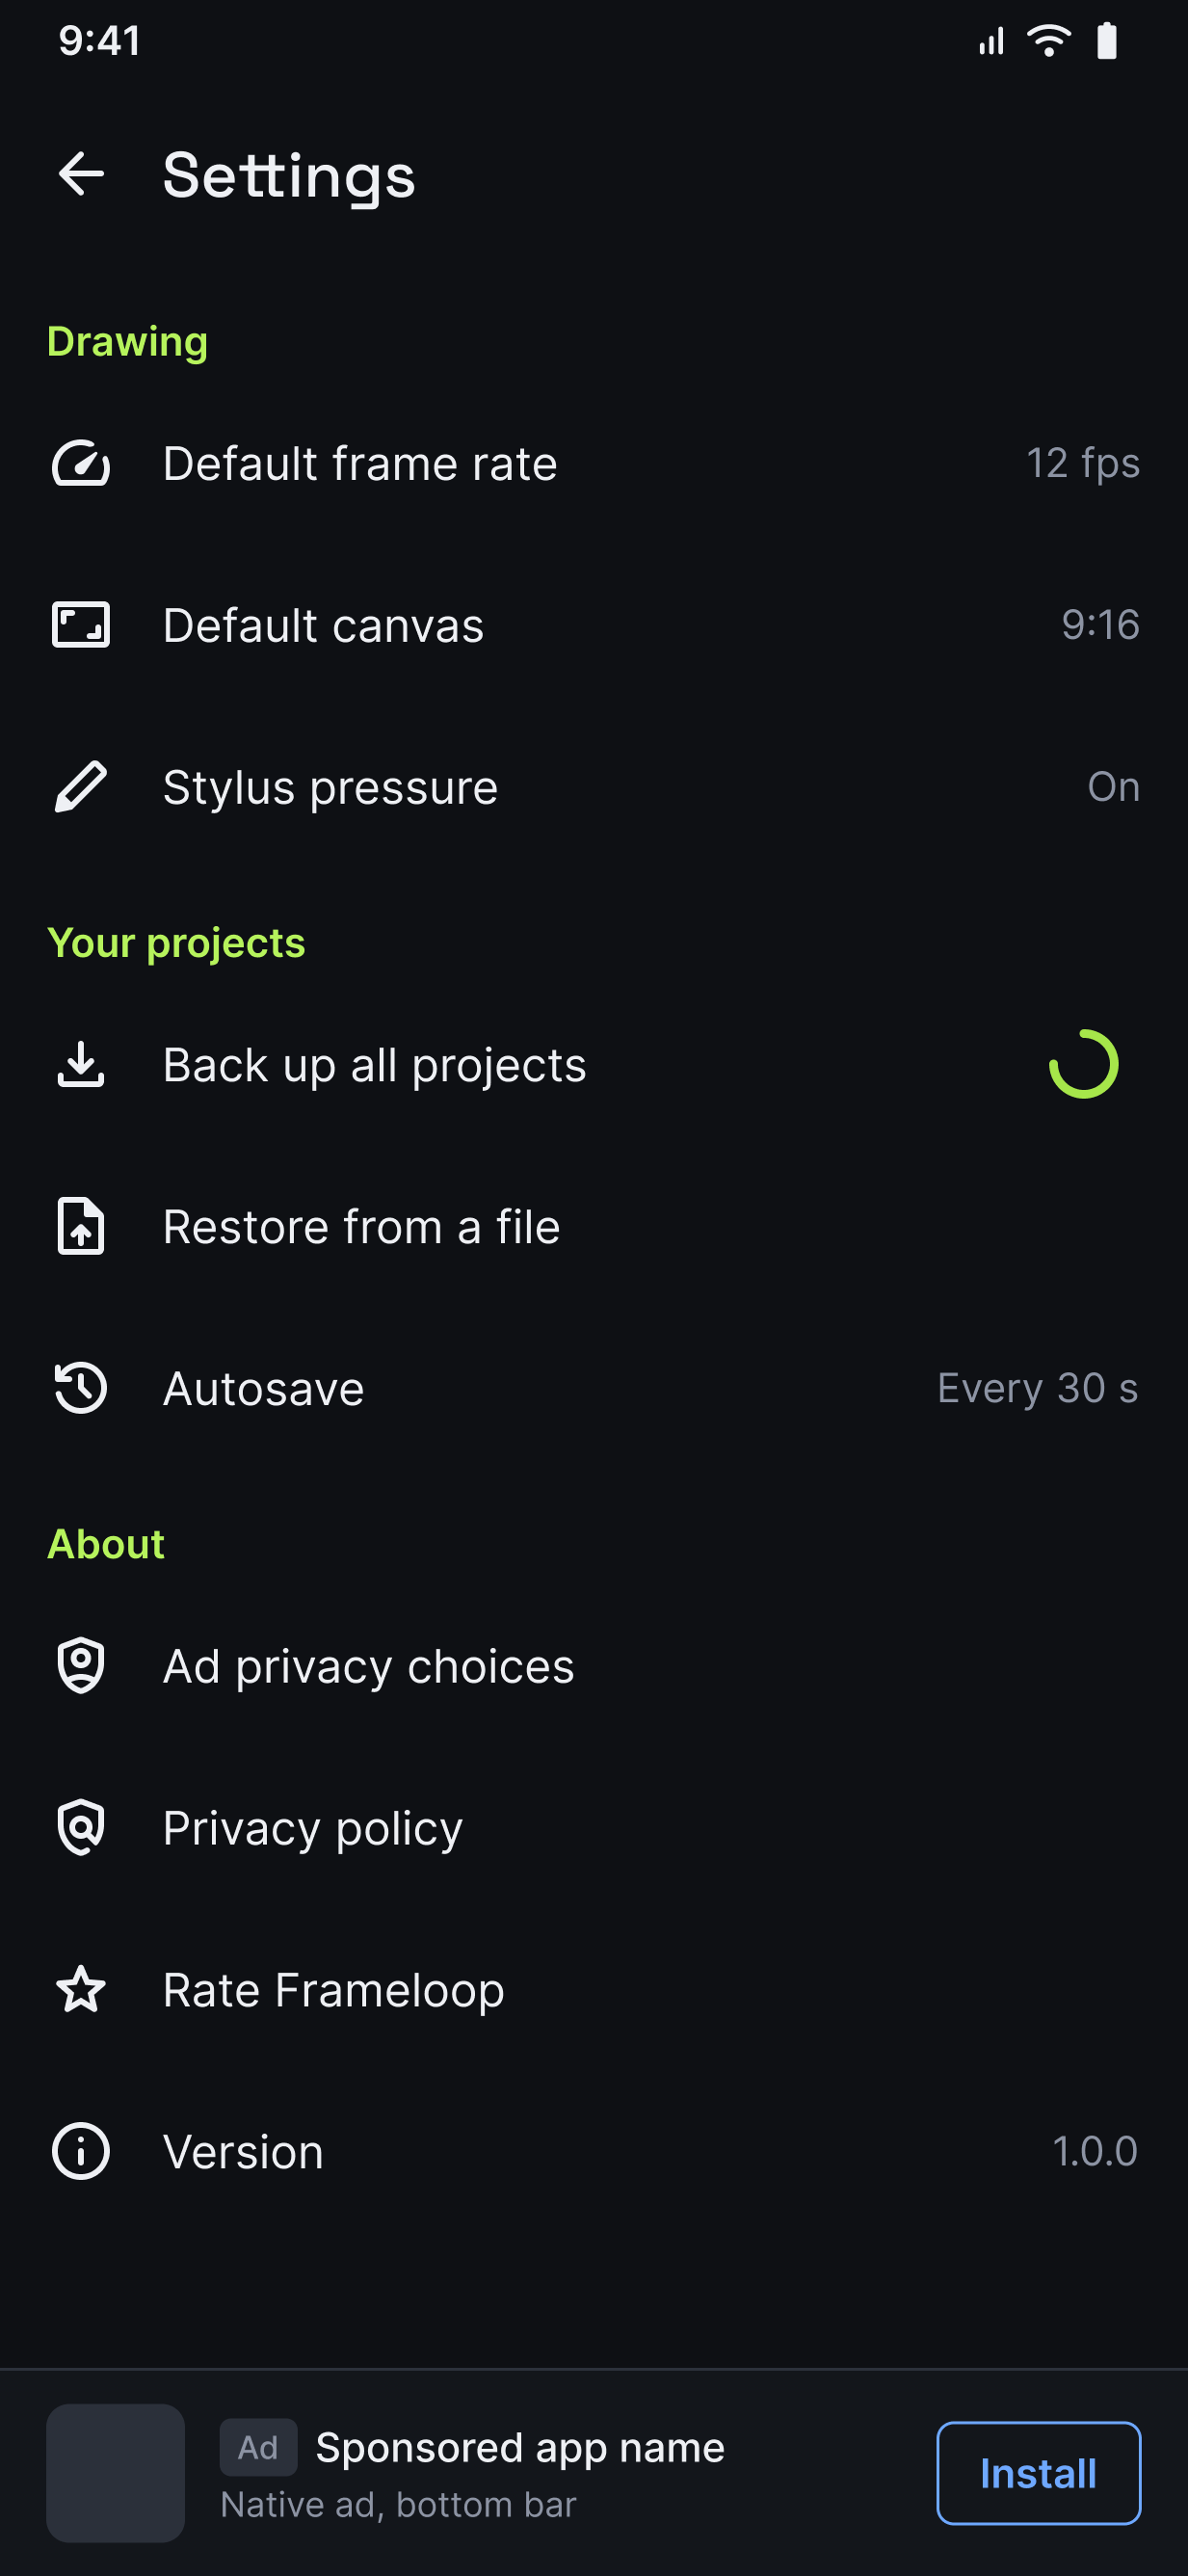 9:41
Settings
Drawing
Default frame rate 12 fps
Default canvas 9:16
Stylus pressure On
Your projects
Back up all projects
Restore from a file
Autosave Every 30 s
About
Ad privacy choices
Privacy policy
Rate Frameloop
Version 1.0.0
Ad Sponsored app name
Native ad, bottom bar
Install